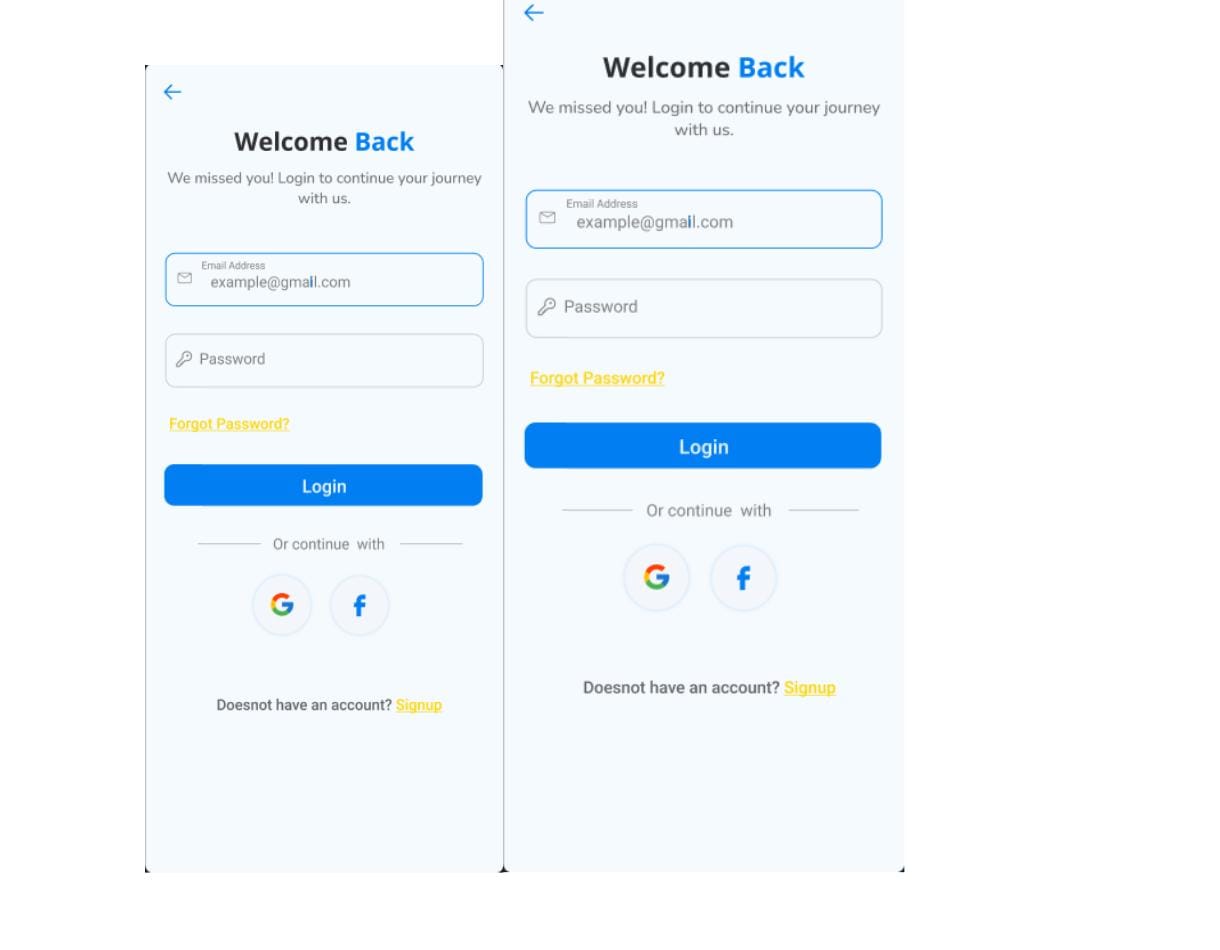 Welcome Back
We missed you! Login to continue your journey
with us.
Email Address
example@gmail.com
Password
Forgot Password?
Login
Or continue with
Doesnot have an account? Signup
Welcome Back
We missed you! Login to continue your journey
with us.
Email Address
example@gmail.com
Password
Forgot Password?
Login
Or continue with
Doesnot have an account? Signup